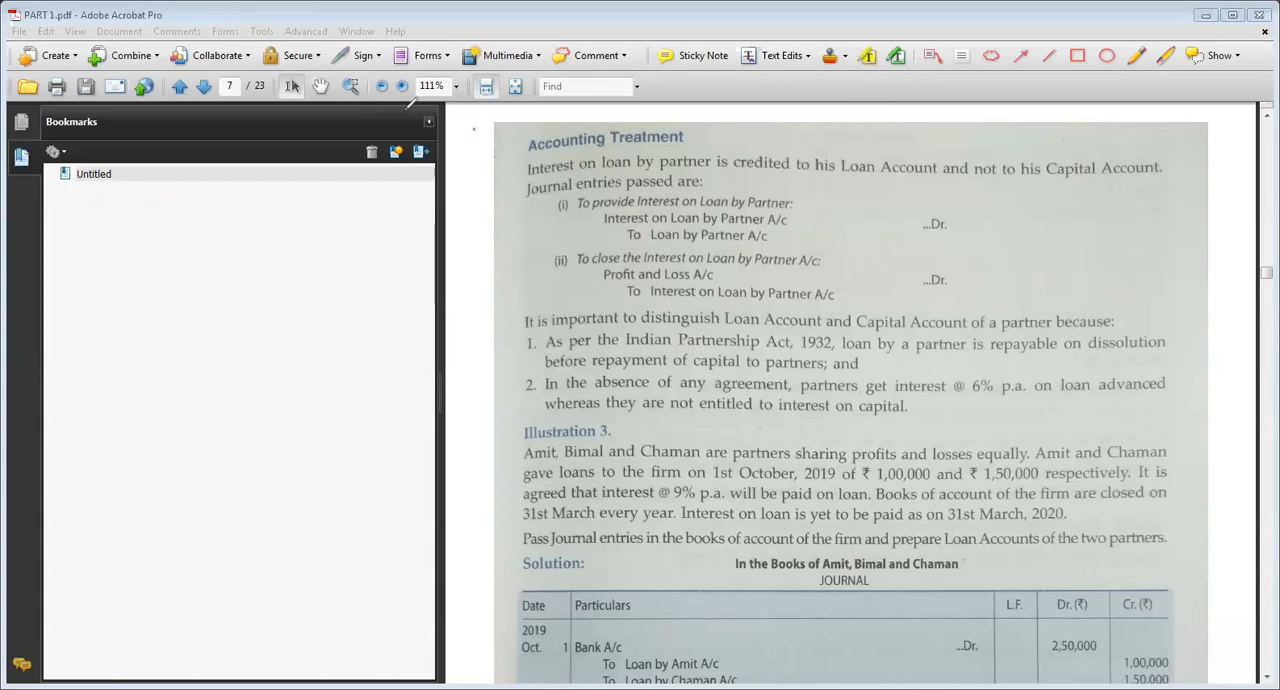 PART 1.pdf - Adobe Acrobat Pro
File Edit View Document Comments Forms Tools Advanced Window Help
Create Combine Collaborate Secure Sign Forms Multimedia Comment Sticky Note Text Edits Show
7 / 23 111% Find
Bookmarks
Untitled
Accounting Treatment
Interest on loan by partner is credited to his Loan Account and not to his Capital Account.
Journal entries passed are:
(i) To provide Interest on Loan by Partner:
Interest on Loan by Partner A/c ...Dr.
To Loan by Partner A/c
(ii) To close the Interest on Loan by Partner A/c:
Profit and Loss A/c ...Dr.
To Interest on Loan by Partner A/c
It is important to distinguish Loan Account and Capital Account of a partner because:
1. As per the Indian Partnership Act, 1932, loan by a partner is repayable on dissolution
before repayment of capital to partners; and
2. In the absence of any agreement, partners get interest @ 6% p.a. on loan advanced
whereas they are not entitled to interest on capital.
Illustration 3.
Amit, Bimal and Chaman are partners sharing profits and losses equally. Amit and Chaman
gave loans to the firm on 1st October, 2019 of ₹ 1,00,000 and ₹ 1,50,000 respectively. It is
agreed that interest @ 9% p.a. will be paid on loan. Books of account of the firm are closed on
31st March every year. Interest on loan is yet to be paid as on 31st March, 2020.
Pass Journal entries in the books of account of the firm and prepare Loan Accounts of the two partners.
Solution: In the Books of Amit, Bimal and Chaman
JOURNAL
Date Particulars L.F. Dr. (₹) Cr. (₹)
2019
Oct. 1 Bank A/c ...Dr. 2,50,000
To Loan by Amit A/c 1,00,000
To Loan by Chaman A/c 1,50,000